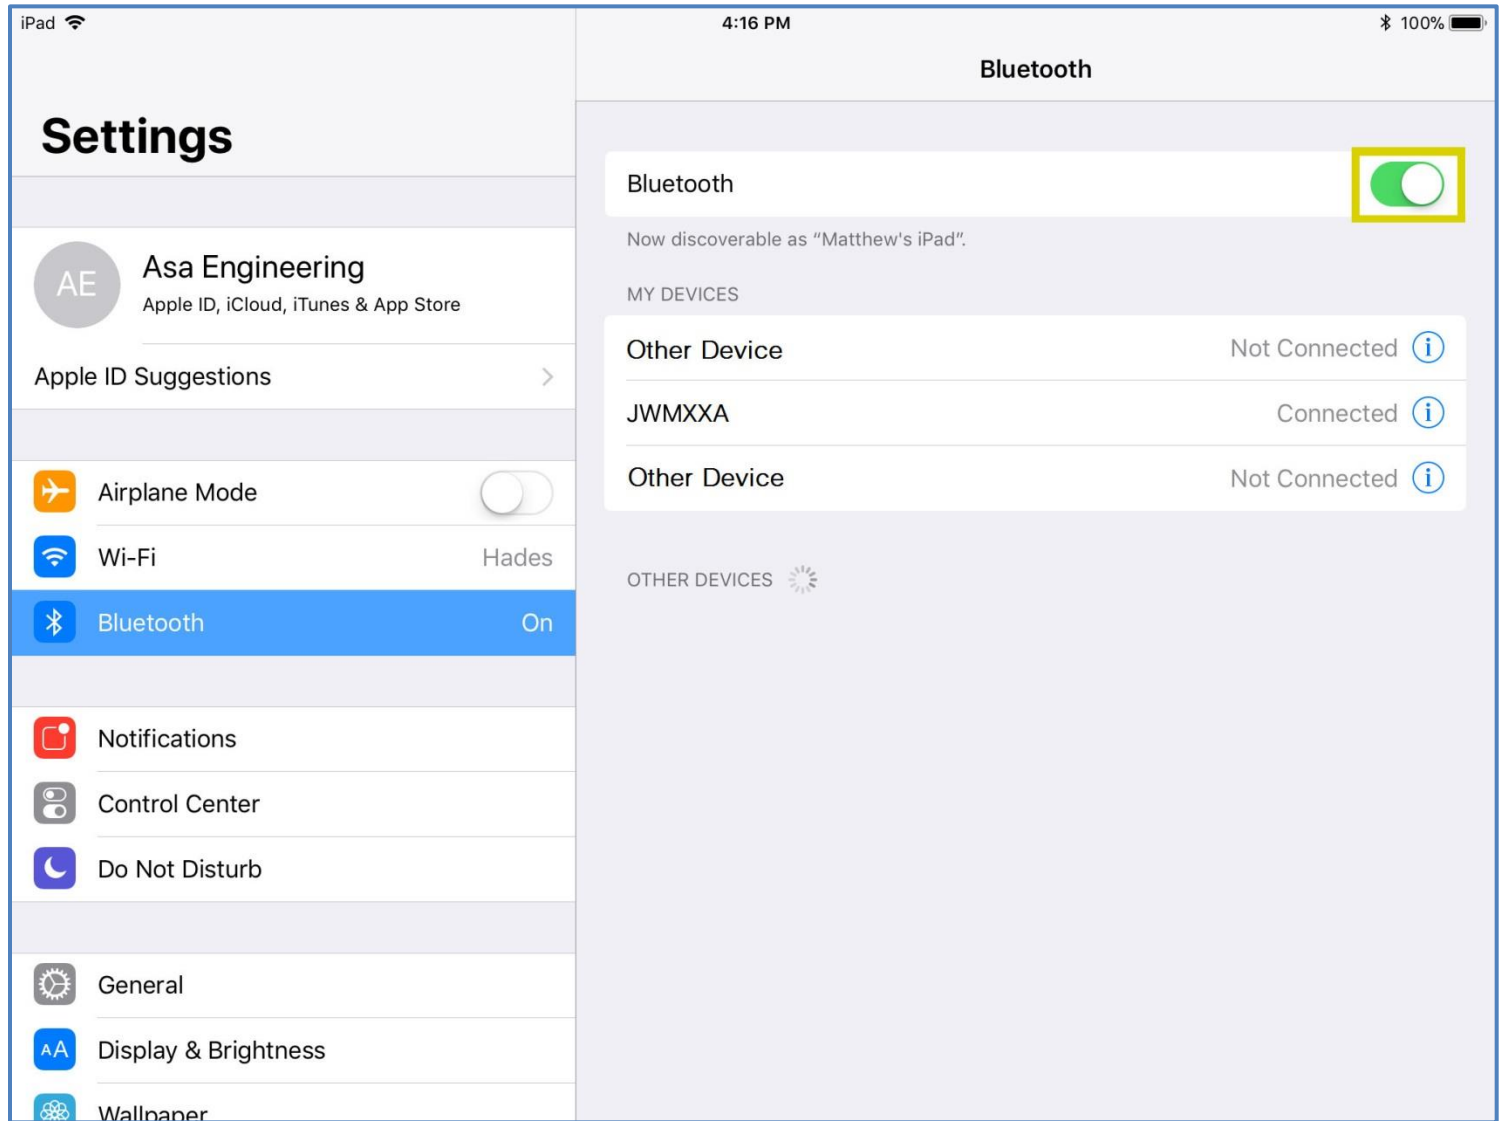 iPad
4:16 PM
100%
Settings
Bluetooth
AE
Asa Engineering
Apple ID, iCloud, iTunes & App Store
Apple ID Suggestions
Airplane Mode
Wi-Fi
Hades
Bluetooth
On
Notifications
Control Center
Do Not Disturb
General
AA
Display & Brightness
Wallpaper
Bluetooth
Now discoverable as “Matthew's iPad”.
MY DEVICES
Other Device
Not Connected
JWMXXA
Connected
Other Device
Not Connected
OTHER DEVICES